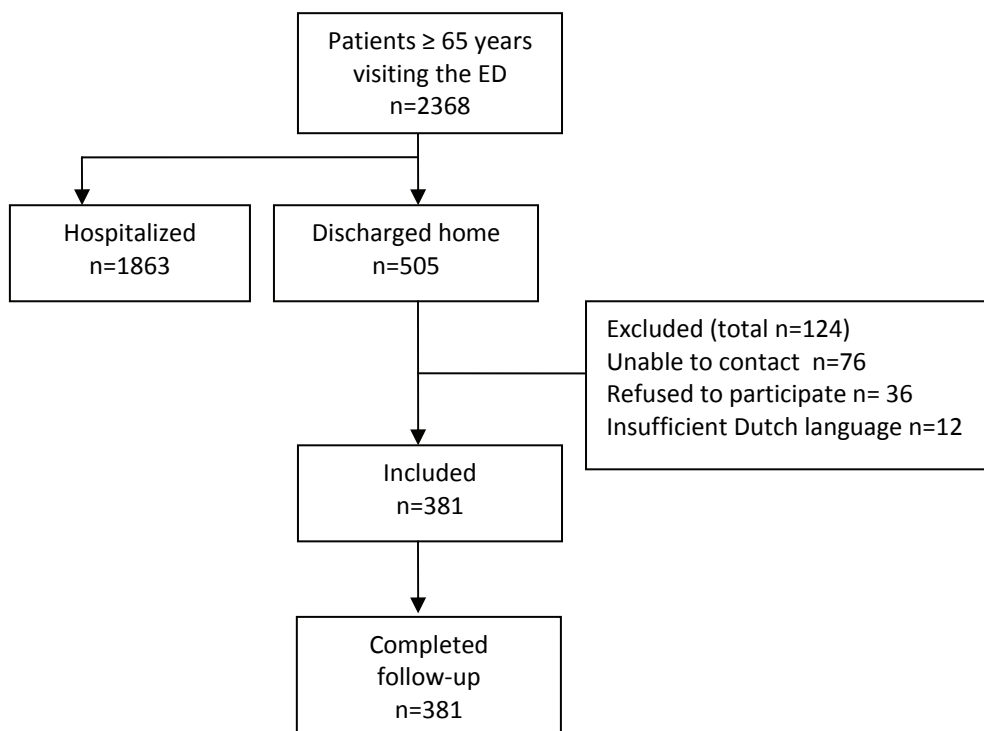 Patients ≥ 65 years
visiting the ED
n=2368
Hospitalized
n=1863
Discharged home
n=505
Excluded (total n=124)
Unable to contact  n=76
Refused to participate n= 36
Insufficient Dutch language n=12
Included
n=381
Completed
follow-up
n=381